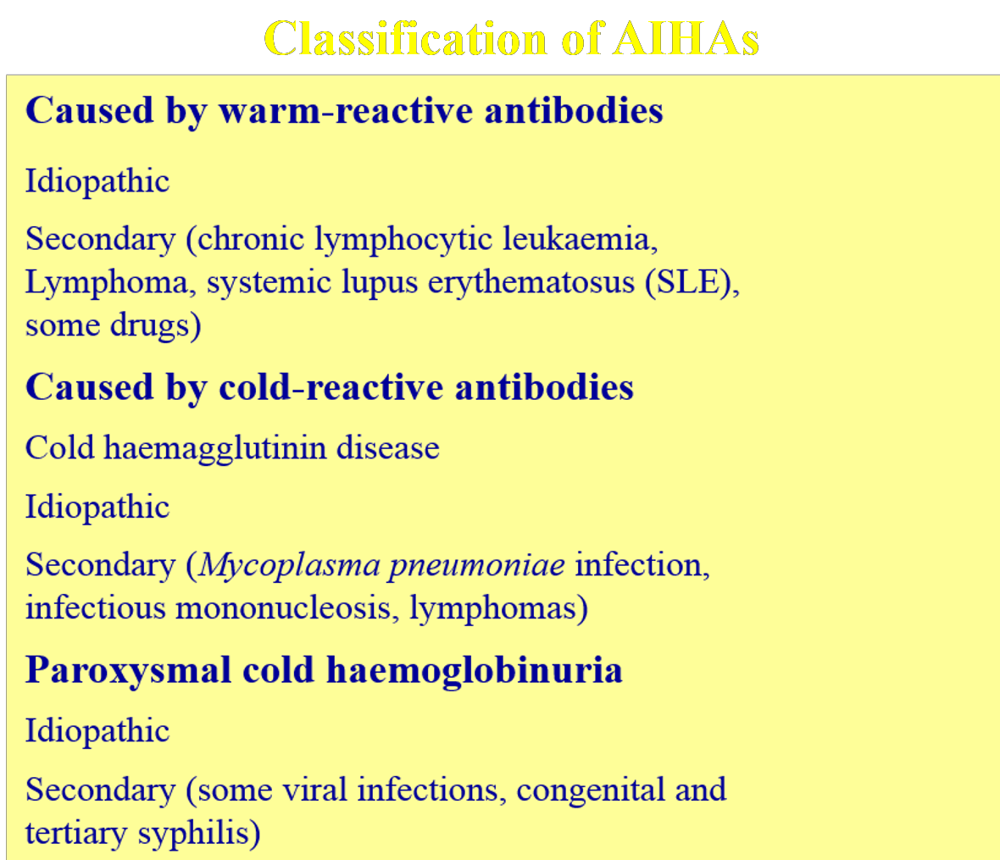 Classification of AIHAs
Caused by warm-reactive antibodies
Idiopathic
Secondary (chronic lymphocytic leukaemia,
Lymphoma, systemic lupus erythematosus (SLE),
some drugs)
Caused by cold-reactive antibodies
Cold haemagglutinin disease
Idiopathic
Secondary (Mycoplasma pneumoniae infection,
infectious mononucleosis, lymphomas)
Paroxysmal cold haemoglobinuria
Idiopathic
Secondary (some viral infections, congenital and
tertiary syphilis)